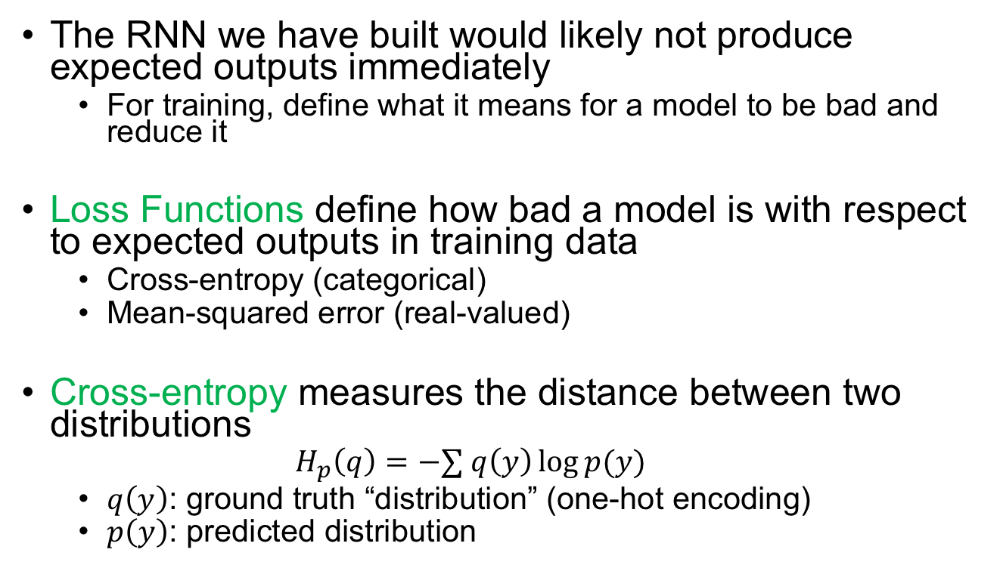 • The RNN we have built would likely not produce
expected outputs immediately
• For training, define what it means for a model to be bad and
reduce it
• Loss Functions define how bad a model is with respect
to expected outputs in training data
• Cross-entropy (categorical)
• Mean-squared error (real-valued)
• Cross-entropy measures the distance between two
distributions
𝐻ₚ(𝑞) = −∑ 𝑞(𝑦) log 𝑝(𝑦)
• 𝑞(𝑦): ground truth “distribution” (one-hot encoding)
• 𝑝(𝑦): predicted distribution